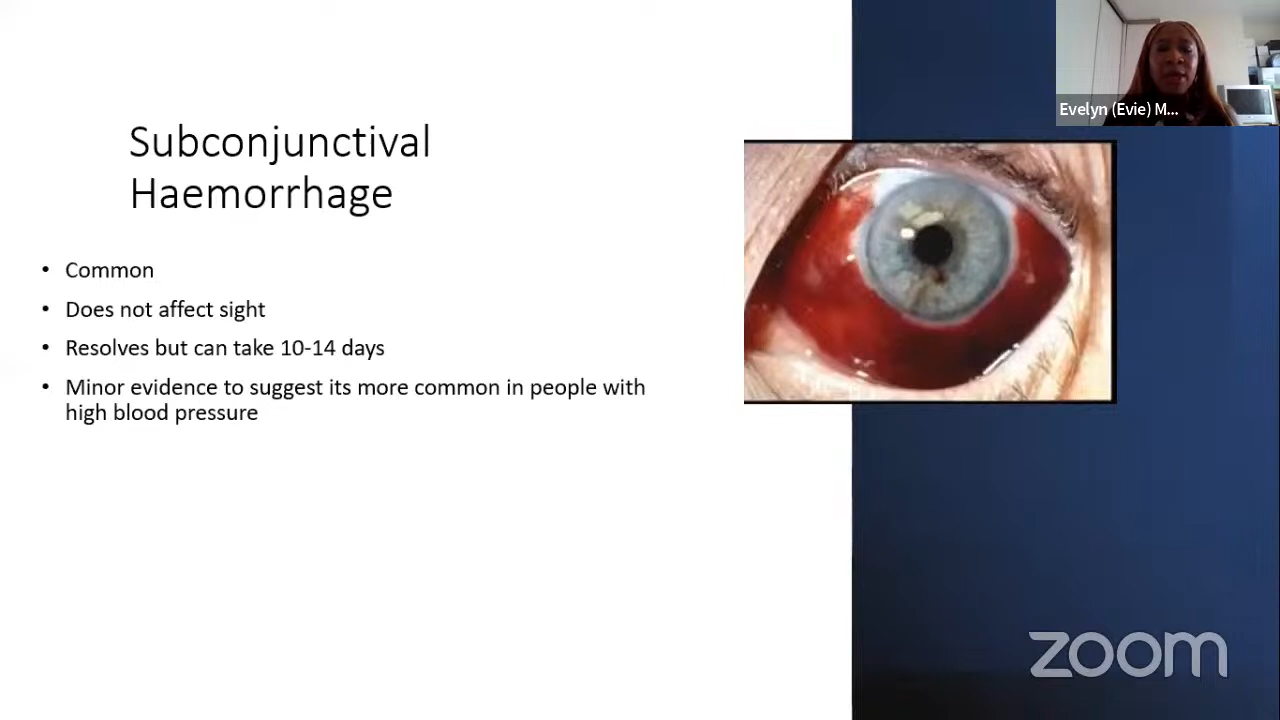 Subconjunctival
Haemorrhage
• Common
• Does not affect sight
• Resolves but can take 10-14 days
• Minor evidence to suggest its more common in people with
high blood pressure
Evelyn (Evie) M...
zoom